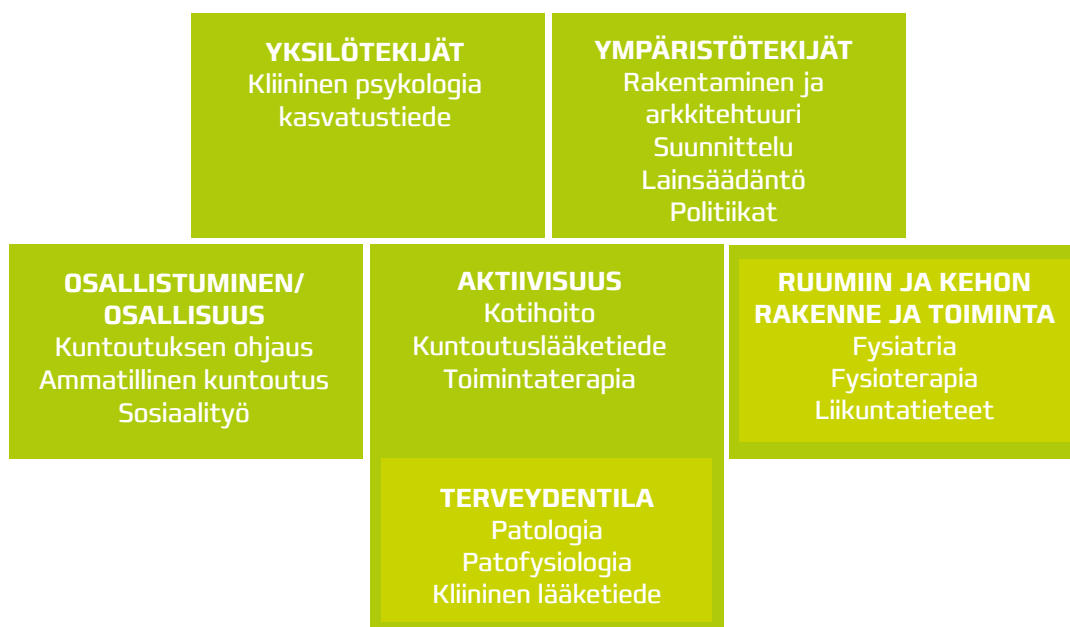 YKSILÖTEKIJÄT
Kliininen psykologia
kasvatustiede
YMPÄRISTÖTEKIJÄT
Rakentaminen ja
arkkitehtuuri
Suunnittelu
Lainsäädäntö
Politiikat
OSALLISTUMINEN/
OSALLISUUS
Kuntoutuksen ohjaus
Ammatillinen kuntoutus
Sosiaalityö
AKTIIVISUUS
Kotihoito
Kuntoutuslääketiede
Toimintaterapia
RUUMIIN JA KEHON
RAKENNE JA TOIMINTA
Fysiatria
Fysioterapia
Liikuntatieteet
TERVEYDENTILA
Patologia
Patofysiologia
Kliininen lääketiede